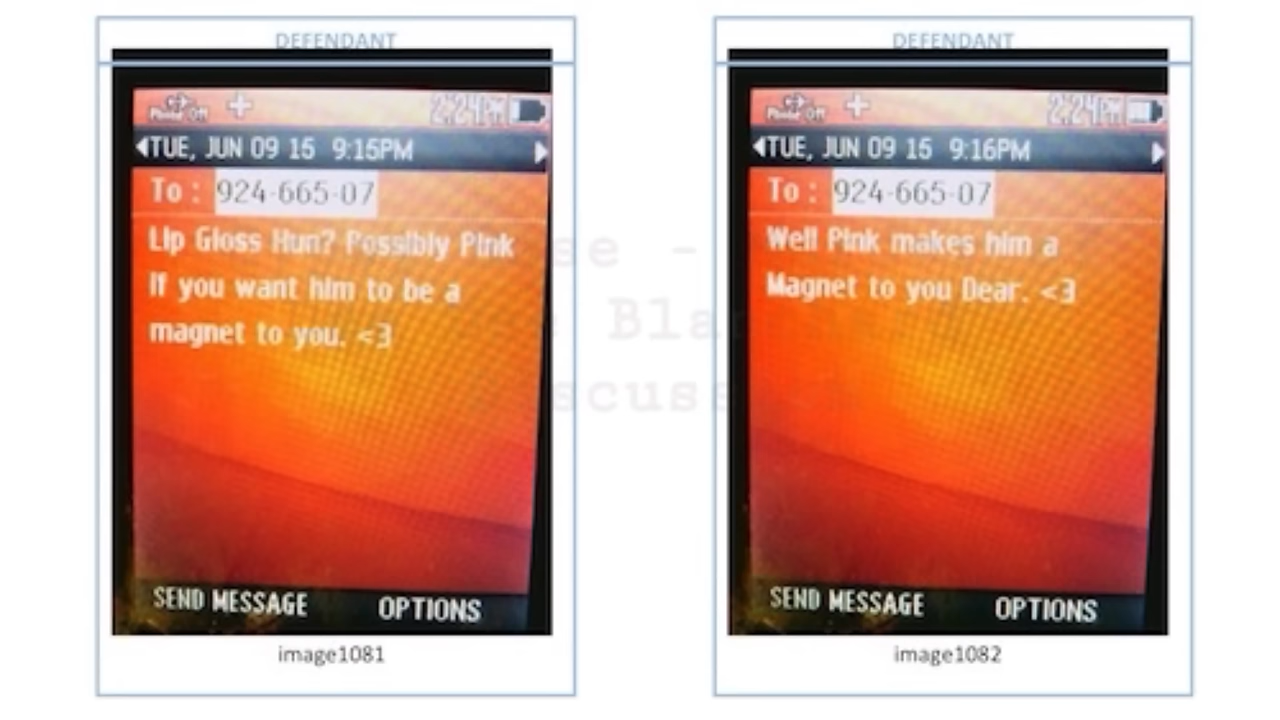 DEFENDANT
Phone Off 2:24PM
TUE, JUN 09 15 9:15PM
To : 924-665-07
Lip Gloss Hun? Possibly Pink
If you want him to be a
magnet to you. <3
SEND MESSAGE OPTIONS
image1081
DEFENDANT
Phone Off 2:24PM
TUE, JUN 09 15 9:16PM
To : 924-665-07
Well Pink makes him a
Magnet to you Dear. <3
SEND MESSAGE OPTIONS
image1082